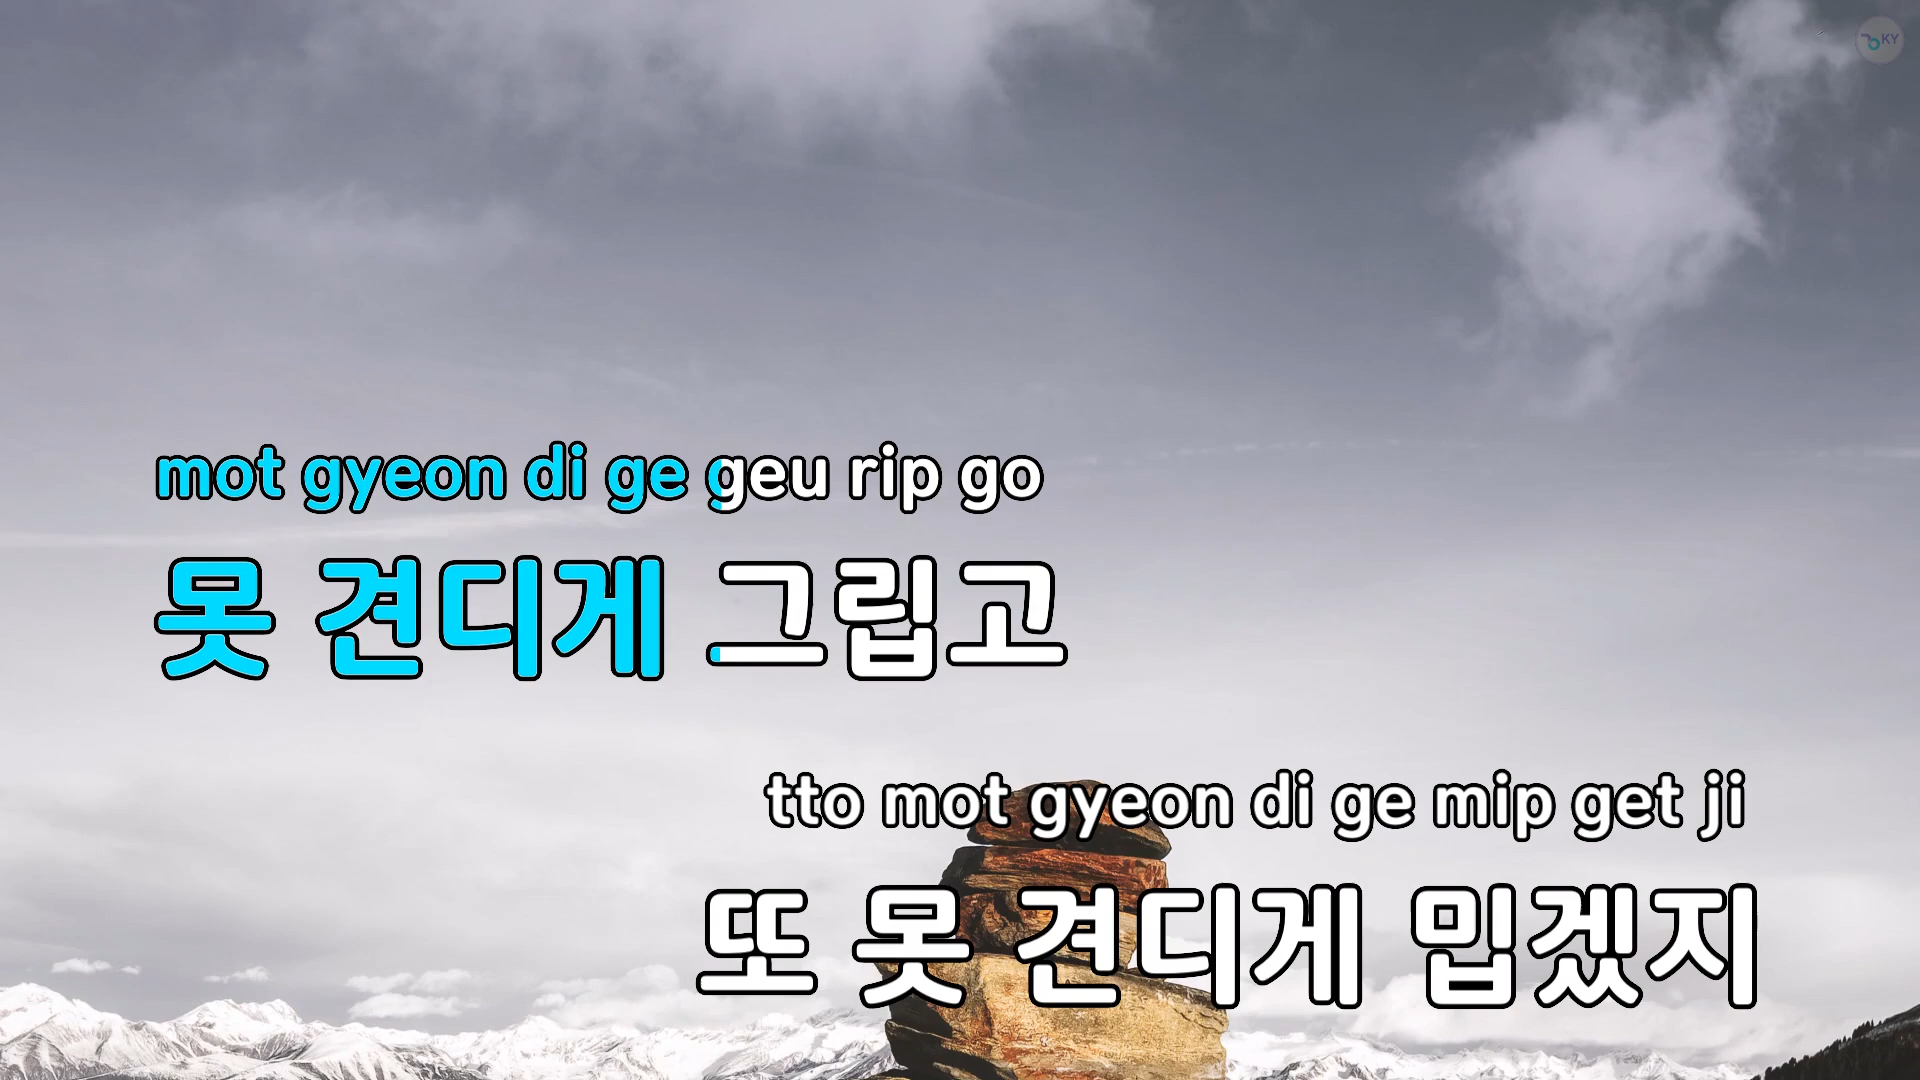 KY
mot gyeon di ge geu rip go
못 견디게 그립고
tto mot gyeon di ge mip get ji
또 못 견디게 밉겠지